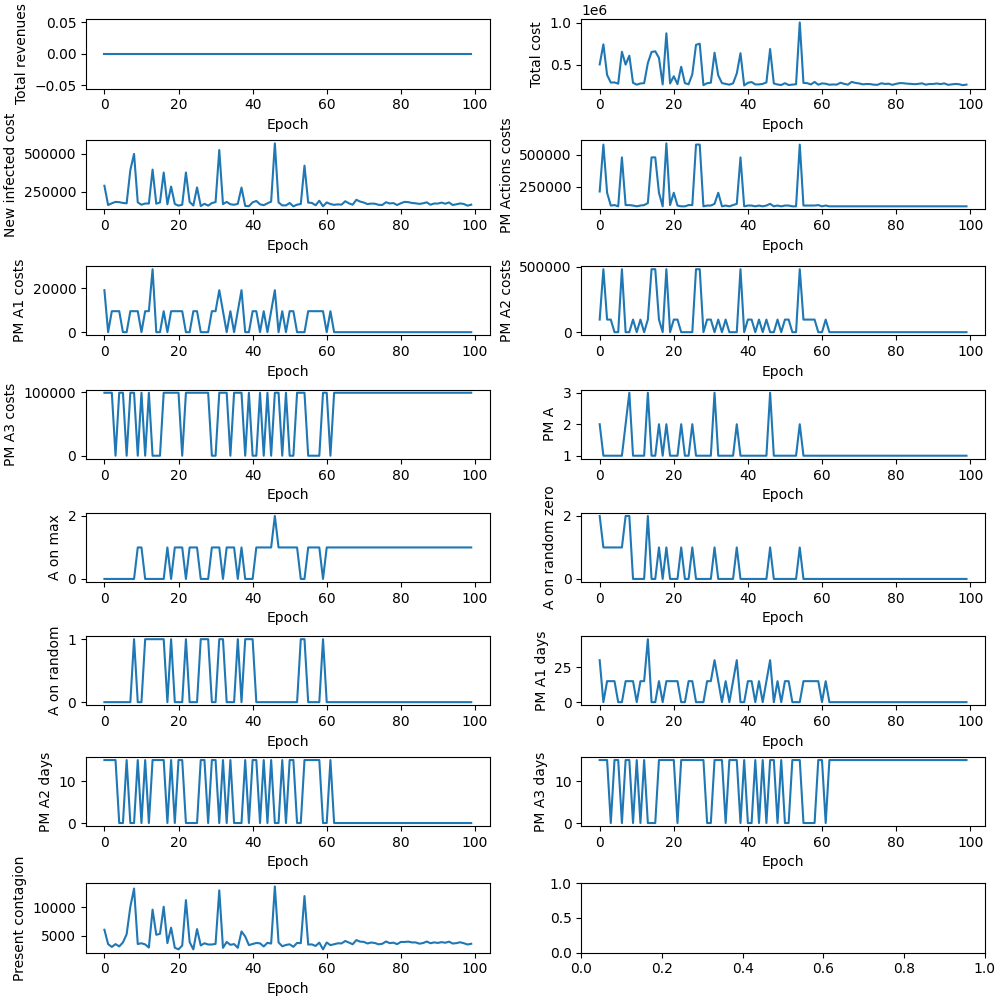 Total revenues
0.05
0.00
−0.05
0 20 40 60 80 100
Epoch
Total cost
1e6
1.0
0.5
0 20 40 60 80 100
Epoch
New infected cost
500000
250000
0 20 40 60 80 100
Epoch
PM Actions costs
500000
250000
0 20 40 60 80 100
Epoch
PM A1 costs
20000
0
0 20 40 60 80 100
Epoch
PM A2 costs
500000
0
0 20 40 60 80 100
Epoch
PM A3 costs
100000
0
0 20 40 60 80 100
Epoch
PM A
3
2
1
0 20 40 60 80 100
Epoch
A on max
2
0
0 20 40 60 80 100
Epoch
A on random zero
2
0
0 20 40 60 80 100
Epoch
A on random
1
0
0 20 40 60 80 100
Epoch
PM A1 days
25
0
0 20 40 60 80 100
Epoch
PM A2 days
10
0
0 20 40 60 80 100
Epoch
PM A3 days
10
0
0 20 40 60 80 100
Epoch
Present contagion
10000
5000
0 20 40 60 80 100
Epoch
1.0
0.5
0.0
0.0 0.2 0.4 0.6 0.8 1.0